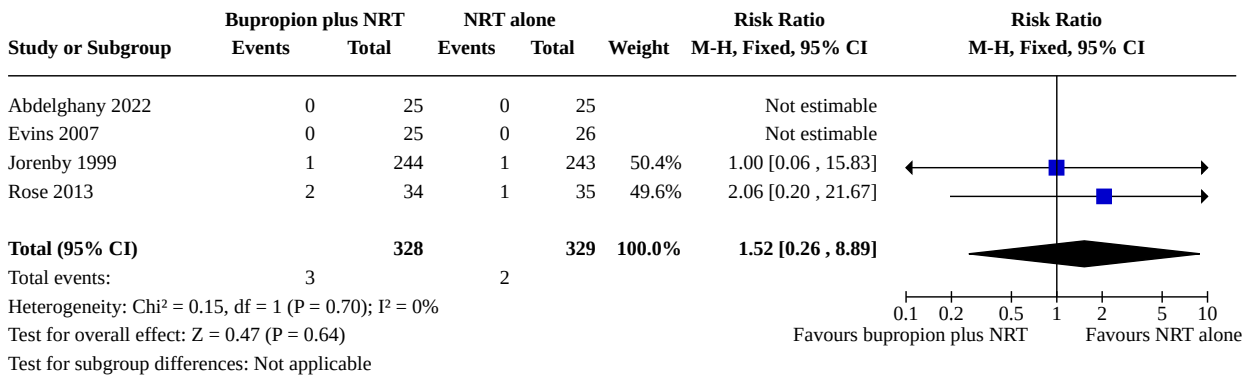 Bupropion plus NRT NRT alone Risk Ratio Risk Ratio
Study or Subgroup Events Total Events Total Weight M-H, Fixed, 95% CI M-H, Fixed, 95% CI
Abdelghany 2022 0 25 0 25 Not estimable
Evins 2007 0 25 0 26 Not estimable
Jorenby 1999 1 244 1 243 50.4% 1.00 [0.06 , 15.83]
Rose 2013 2 34 1 35 49.6% 2.06 [0.20 , 21.67]
Total (95% CI) 328 329 100.0% 1.52 [0.26 , 8.89]
Total events: 3 2
Heterogeneity: Chi² = 0.15, df = 1 (P = 0.70); I² = 0%
0.1 0.2 0.5 1 2 5 10
Test for overall effect: Z = 0.47 (P = 0.64) Favours bupropion plus NRT Favours NRT alone
Test for subgroup differences: Not applicable